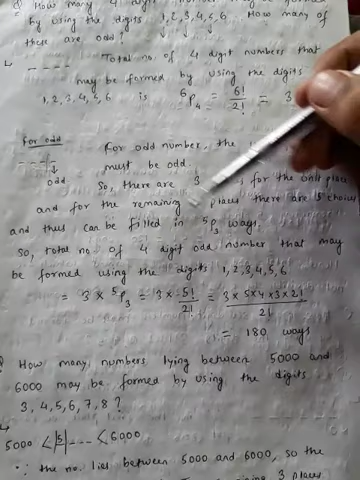 Q How many 4 digit numbers may be formed
by using the digits 1,2,3,4,5,6 How many of
those are odd?
↳ _ _ _ _ Total no. of 4 digit numbers that
may be formed by using the digits
1,2,3,4,5,6 is ⁶P₄ = 6!/2! = 3
For odd
_ _ _ _ For odd number, the
odd must be odd.
So, there are 3 for the unit place
and for the remaining places there are 5 choices
and thus can be filled in ⁵P₃ ways
So, total no. of 4 digit odd number that may
be formed using the digits 1,2,3,4,5,6
= 3 × ⁵P₃ = 3 × 5!/2! = 3 × 5×4×3×2!/2!
= 180 ways
How many numbers lying between 5000 and
6000 may be formed by using the digits
3, 4, 5, 6, 7, 8 ?
↳
5000 < |5| _ _ _ < 6000
∵ the no. lies between 5000 and 6000, so the
3 places